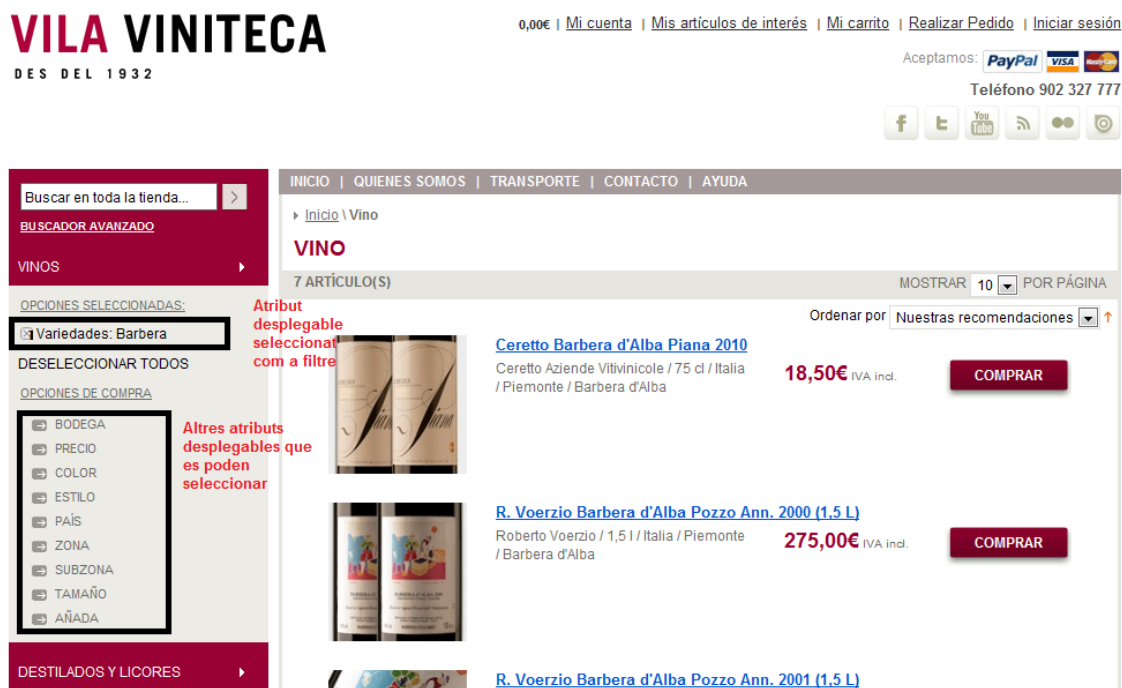 VILA VINITECA
DES DEL 1932
0,00€ | Mi cuenta | Mis artículos de interés | Mi carrito | Realizar Pedido | Iniciar sesión
Aceptamos: PayPal VISA MasterCard
Teléfono 902 327 777
You Tube
Buscar en toda la tienda...
BUSCADOR AVANZADO
VINOS
OPCIONES SELECCIONADAS:
Variedades: Barbera
DESELECCIONAR TODOS
OPCIONES DE COMPRA
BODEGA
PRECIO
COLOR
ESTILO
PAÍS
ZONA
SUBZONA
TAMAÑO
AÑADA
DESTILADOS Y LICORES
Atribut
desplegable
seleccionat
com a filtre
Altres atributs
desplegables que
es poden
seleccionar
INICIO | QUIENES SOMOS | TRANSPORTE | CONTACTO | AYUDA
Inicio \ Vino
VINO
7 ARTÍCULO(S)
MOSTRAR 10 POR PÁGINA
Ordenar por Nuestras recomendaciones
Ceretto Barbera d'Alba Piana 2010
Ceretto Aziende Vitivinicole / 75 cl / Italia
/ Piemonte / Barbera d'Alba
18,50€ IVA incl.
COMPRAR
R. Voerzio Barbera d'Alba Pozzo Ann. 2000 (1,5 L)
Roberto Voerzio / 1,5 l / Italia / Piemonte
/ Barbera d'Alba
275,00€ IVA incl.
COMPRAR
R. Voerzio Barbera d'Alba Pozzo Ann. 2001 (1,5 L)